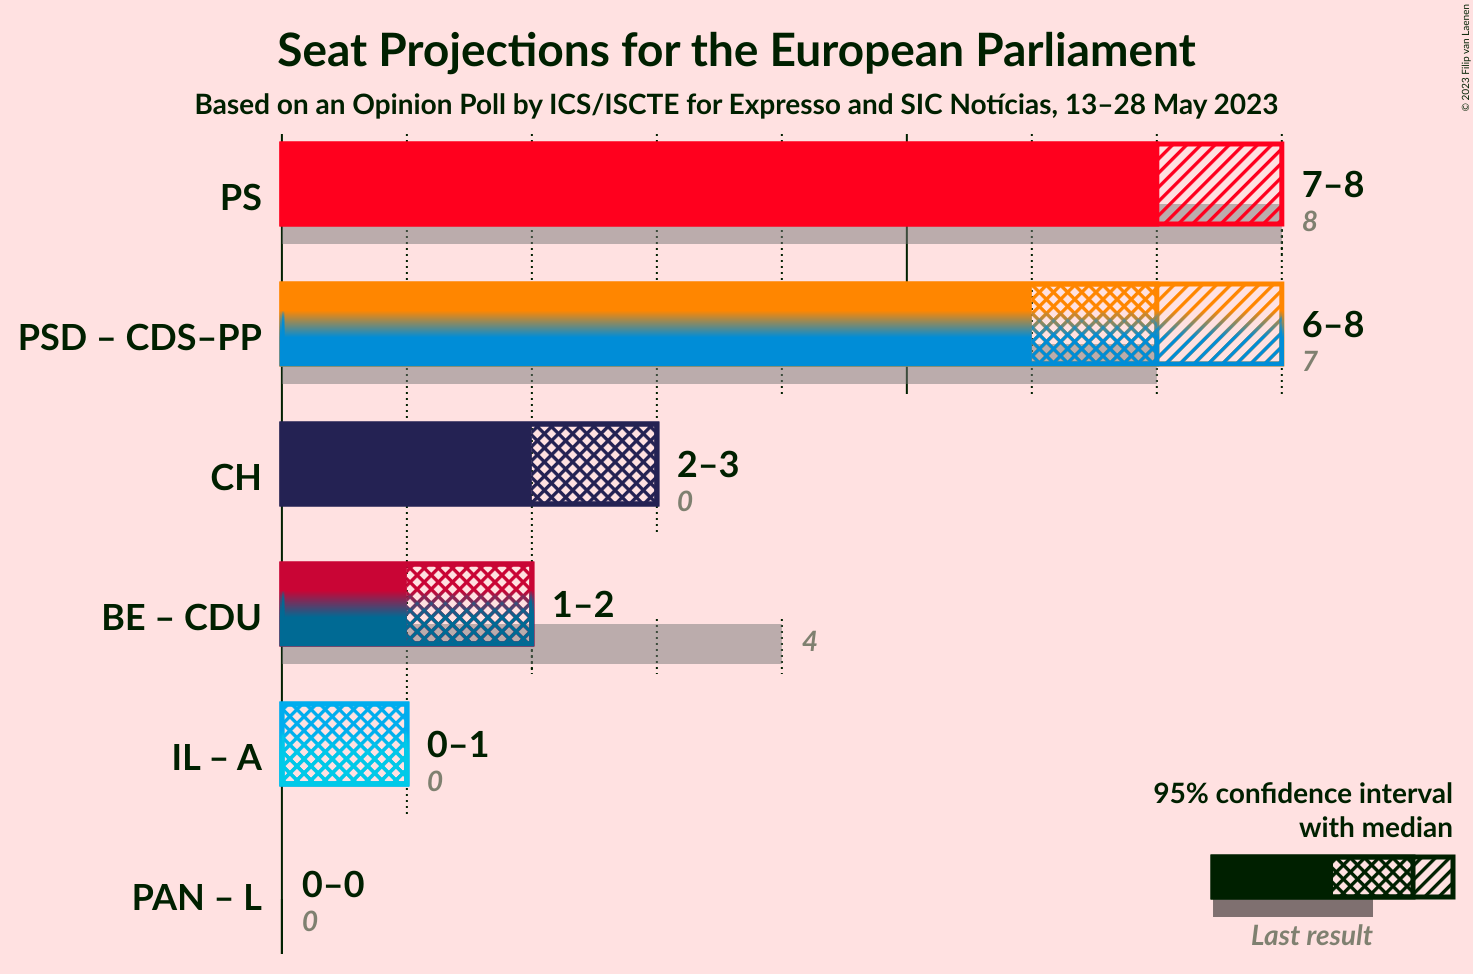 Seat Projections for the European Parliament
Based on an Opinion Poll by ICS/ISCTE for Expresso and SIC Notícias, 13–28 May 2023
© 2023 Filip van Laenen
PS
7–8
8
PSD – CDS–PP
6–8
7
CH
2–3
0
BE – CDU
1–2
4
IL – A
0–1
0
PAN – L
0–0
0
95% confidence interval
with median
Last result